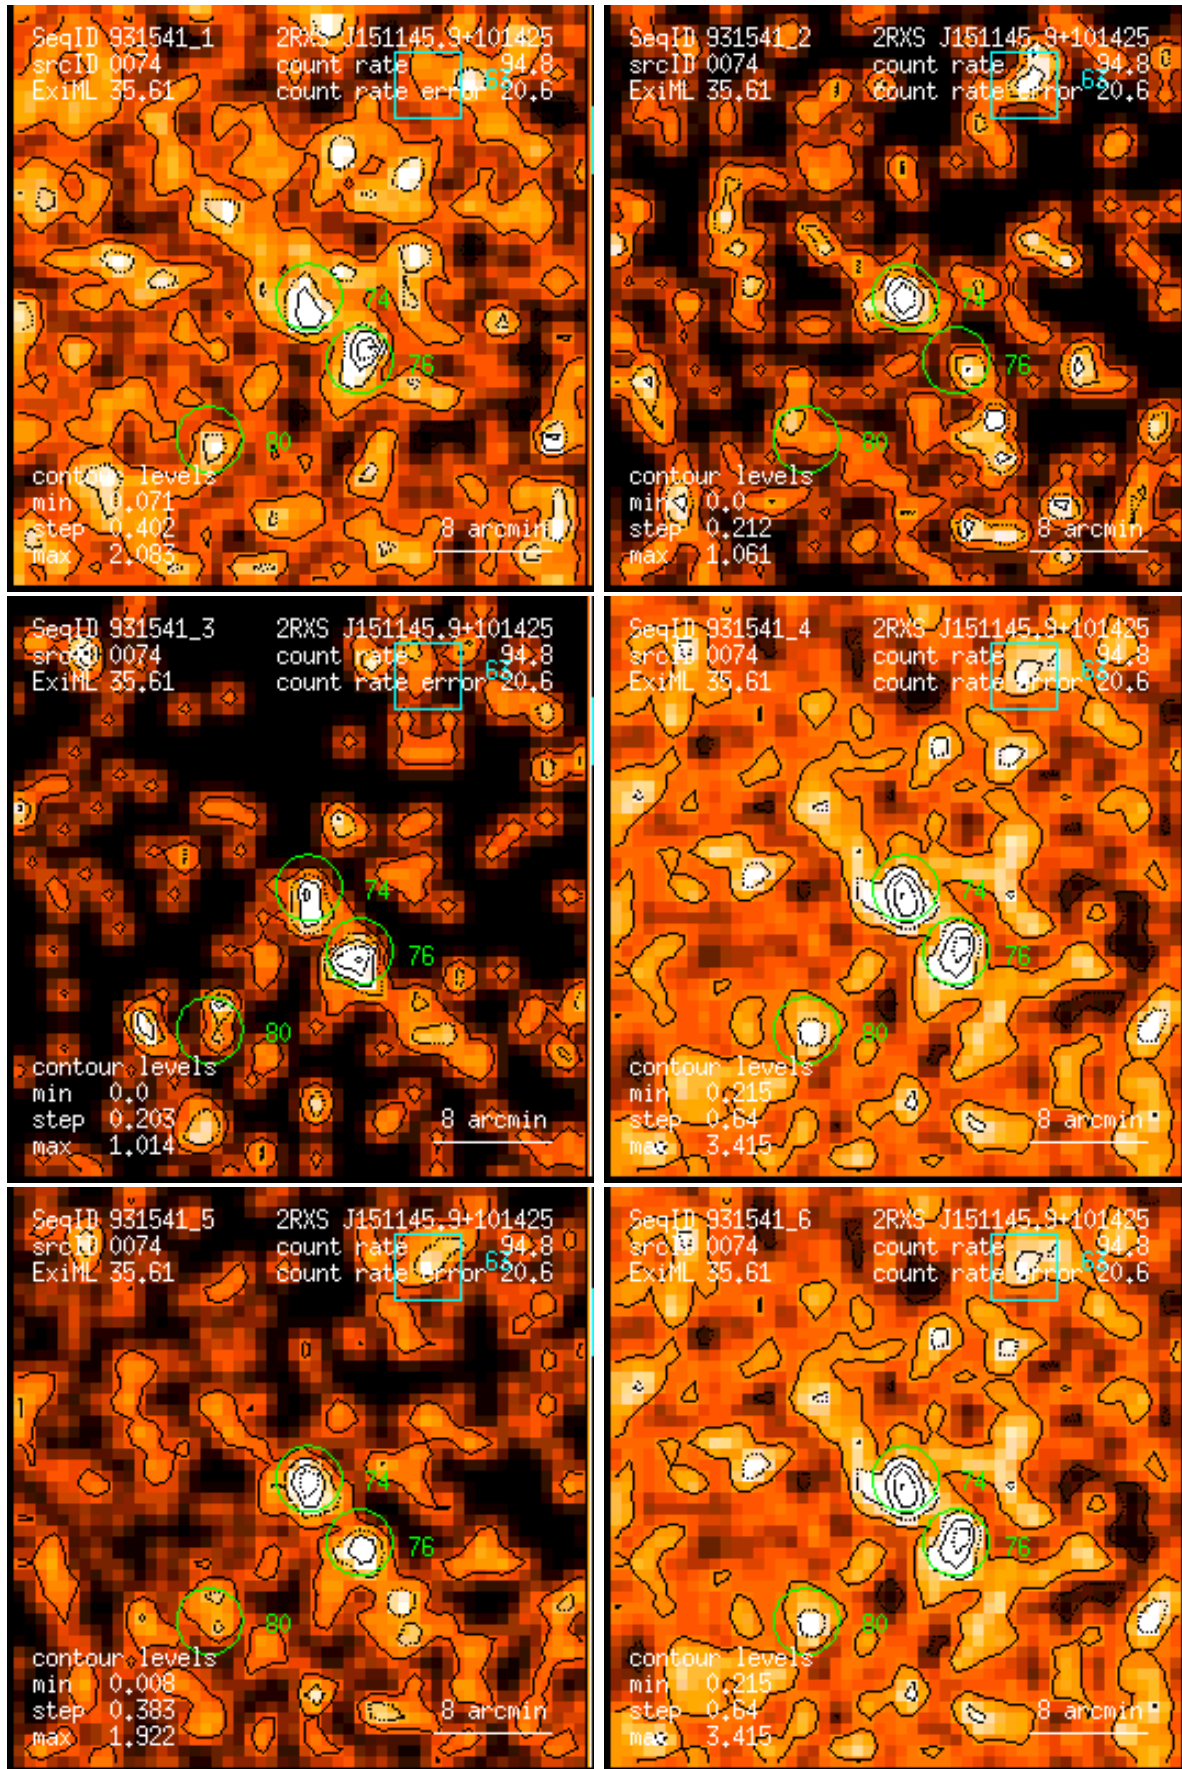 SeqID 931541_1 2RXS J151145.9+101425
srcID 0074 count rate 94.8
ExiML 35.61 count rate error 20.6
63
74
76
80
contour levels
min 0.071
step 0.402
max 2.083
8 arcmin
SeqID 931541_2 2RXS J151145.9+101425
srcID 0074 count rate 94.8
ExiML 35.61 count rate error 20.6
63
74
76
80
contour levels
min 0.0
step 0.212
max 1.061
8 arcmin
SeqID 931541_3 2RXS J151145.9+101425
srcID 0074 count rate 94.8
ExiML 35.61 count rate error 20.6
63
74
76
80
contour levels
min 0.0
step 0.203
max 1.014
8 arcmin
SeqID 931541_4 2RXS J151145.9+101425
srcID 0074 count rate 94.8
ExiML 35.61 count rate error 20.6
63
74
76
80
contour levels
min 0.215
step 0.64
max 3.415
8 arcmin
SeqID 931541_5 2RXS J151145.9+101425
srcID 0074 count rate 94.8
ExiML 35.61 count rate error 20.6
63
74
76
80
contour levels
min 0.008
step 0.383
max 1.922
8 arcmin
SeqID 931541_6 2RXS J151145.9+101425
srcID 0074 count rate 94.8
ExiML 35.61 count rate error 20.6
63
74
76
80
contour levels
min 0.215
step 0.64
max 3.415
8 arcmin